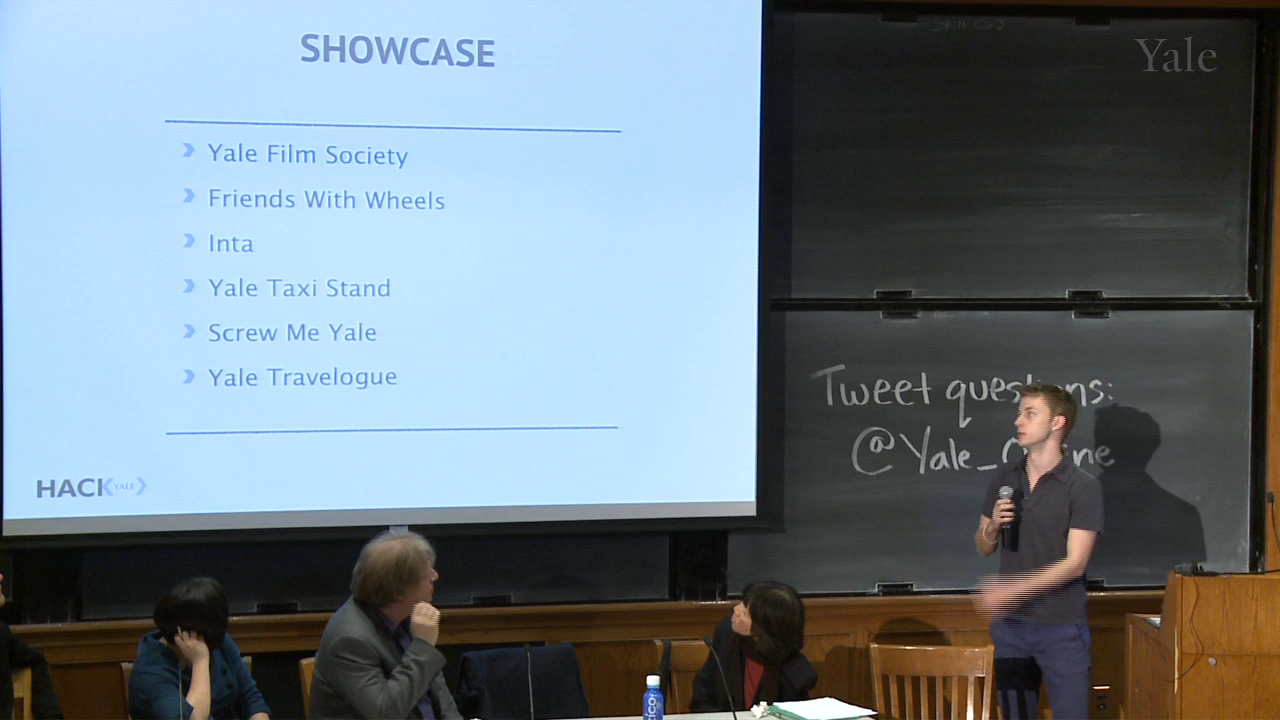 SHOWCASE
Yale Film Society
Friends With Wheels
Inta
Yale Taxi Stand
Screw Me Yale
Yale Travelogue
HACK YALE
Yale
Tweet questions:
@Yale_